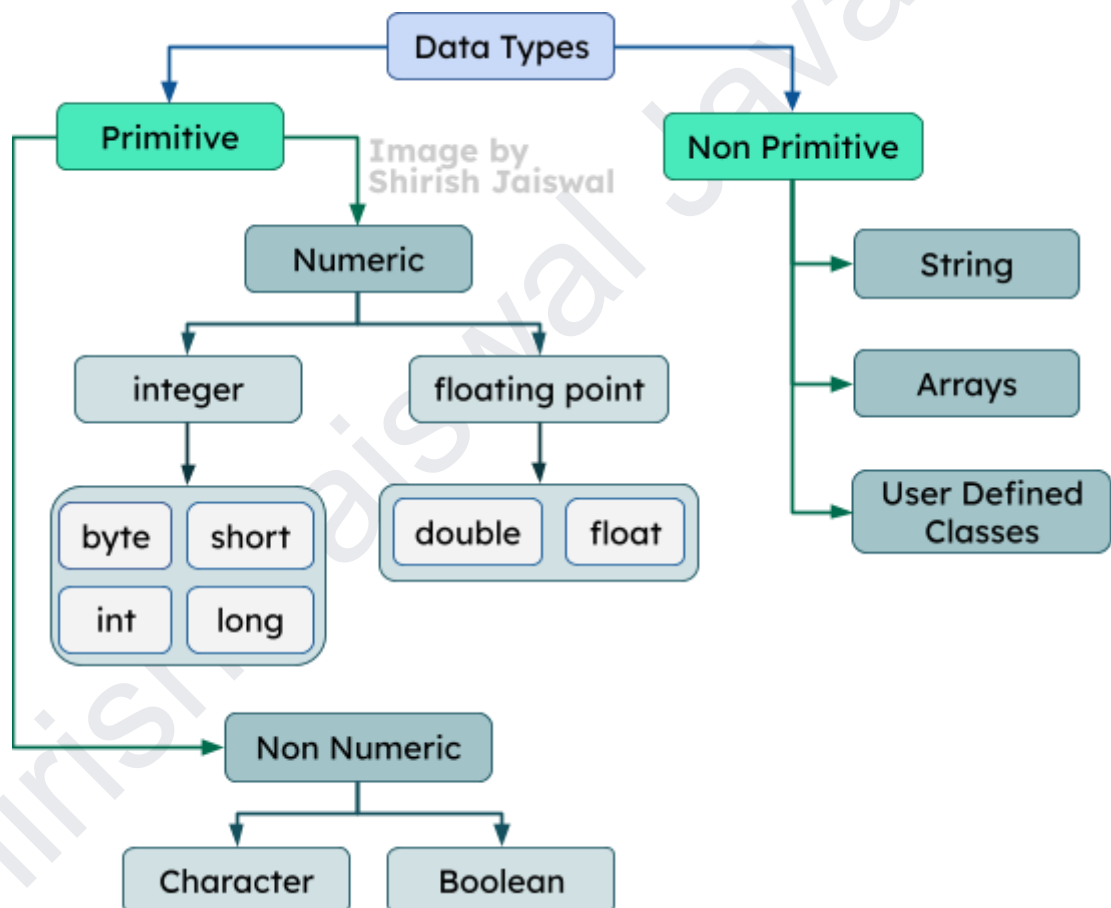 Data Types
Primitive
Non Primitive
Image by
Shirish Jaiswal
Numeric
String
integer
floating point
Arrays
byte
short
double
float
User Defined
Classes
int
long
Non Numeric
Character
Boolean